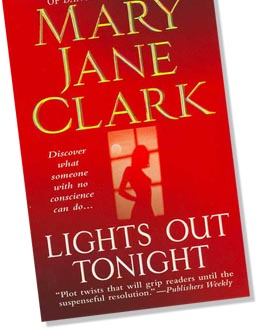 MARY
JANE
CLARK
Discover
what
someone
with no
conscience
can do...
LIGHTS OUT
TONIGHT
"Plot twists that will grip readers until the
suspenseful resolution."—Publishers Weekly